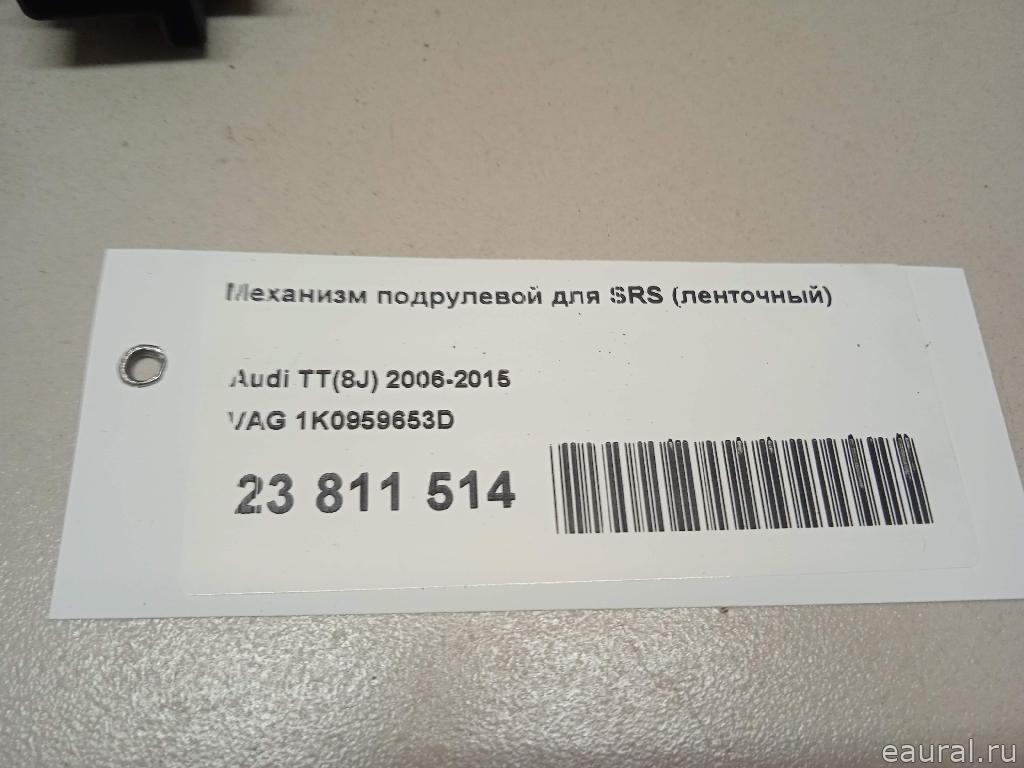 Механизм подрулевой для SRS (ленточный)
Audi TT(8J) 2006-2015
VAG 1K0959653D
23 811 514
eaural.ru